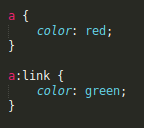 a {
    color: red;
}

a:link {
    color: green;
}